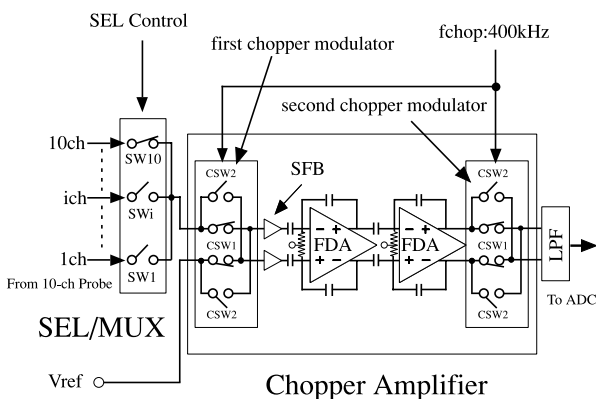 SEL Control
first chopper modulator
fchop:400kHz
second chopper modulator
10ch
SW10
ich
SWi
1ch
SW1
From 10-ch Probe
SEL/MUX
CSW2
SFB
CSW2
CSW1
− +
FDA
+ −
− +
FDA
+ −
CSW1
LPF
CSW2
CSW2
To ADC
Vref
Chopper Amplifier